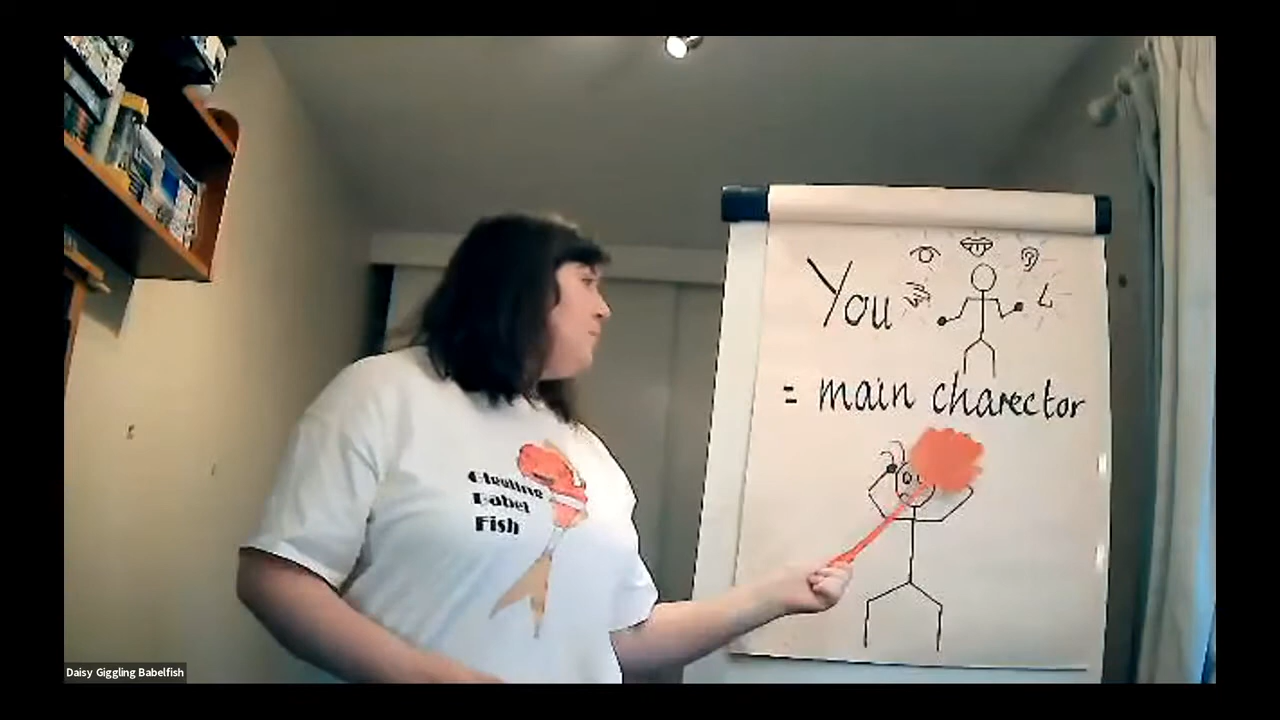 You
= main charector
Giggling
Babel
Fish
Daisy Giggling Babelfish